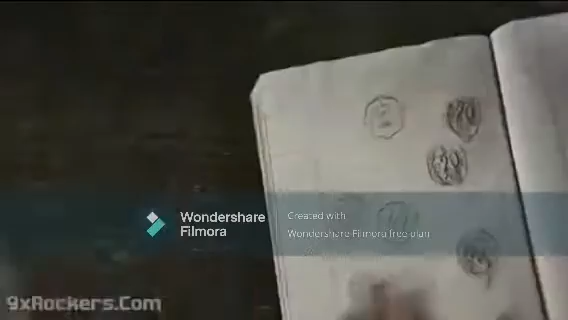 Wondershare
Filmora
Created with
Wondershare Filmora free plan
9xRockers.Com